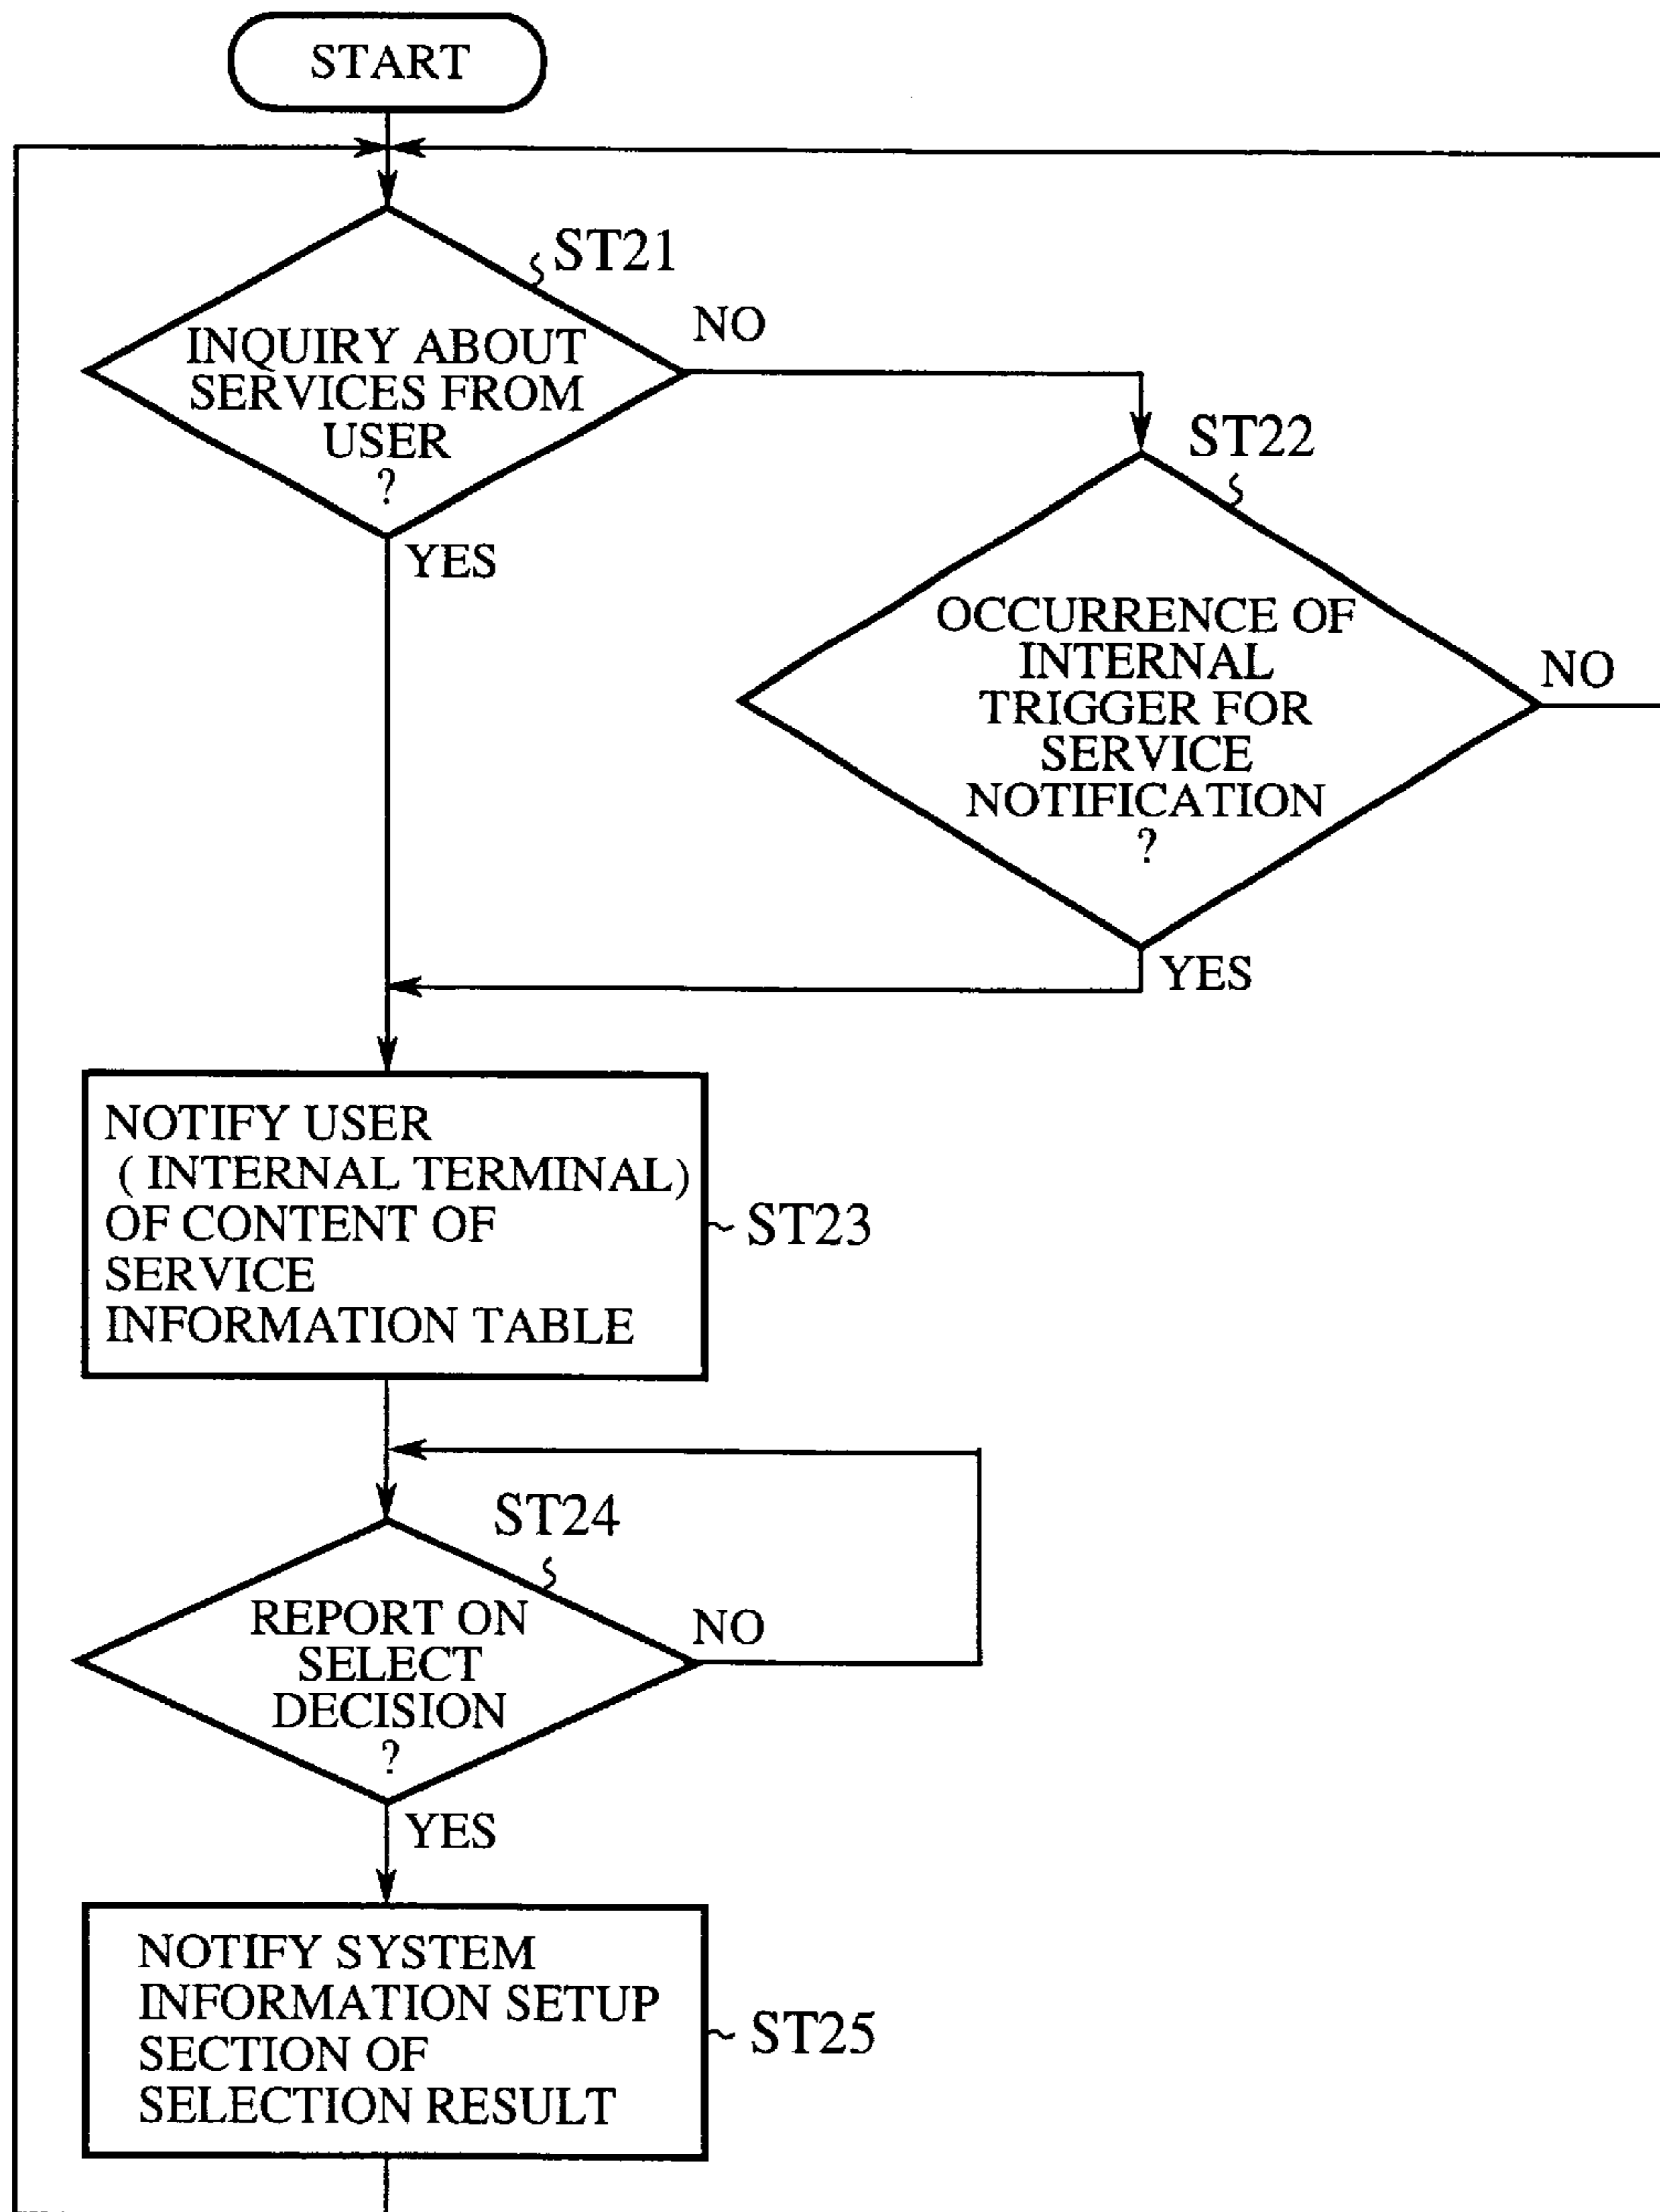 START
ST21
INQUIRY ABOUT
SERVICES FROM
USER
?
NO
YES
ST22
OCCURRENCE OF
INTERNAL
TRIGGER FOR
SERVICE
NOTIFICATION
?
NO
YES
NOTIFY USER
( INTERNAL TERMINAL)
OF CONTENT OF
SERVICE
INFORMATION TABLE
ST23
ST24
REPORT ON
SELECT
DECISION
?
NO
YES
NOTIFY SYSTEM
INFORMATION SETUP
SECTION OF
SELECTION RESULT
ST25